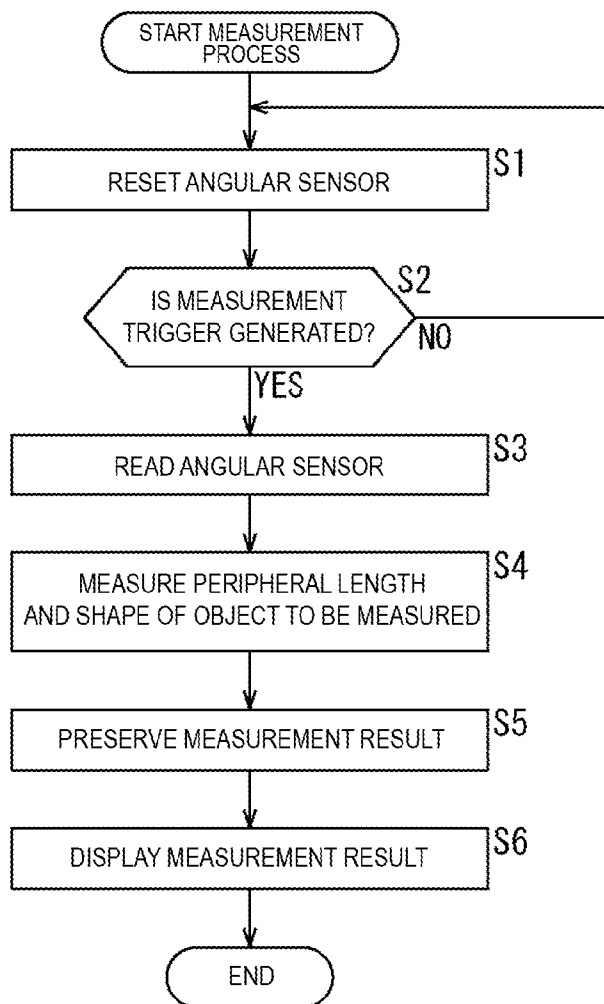 START MEASUREMENT
PROCESS
RESET ANGULAR SENSOR
S1
IS MEASUREMENT
TRIGGER GENERATED?
S2
NO
YES
READ ANGULAR SENSOR
S3
MEASURE PERIPHERAL LENGTH
AND SHAPE OF OBJECT TO BE MEASURED
S4
PRESERVE MEASUREMENT RESULT
S5
DISPLAY MEASUREMENT RESULT
S6
END